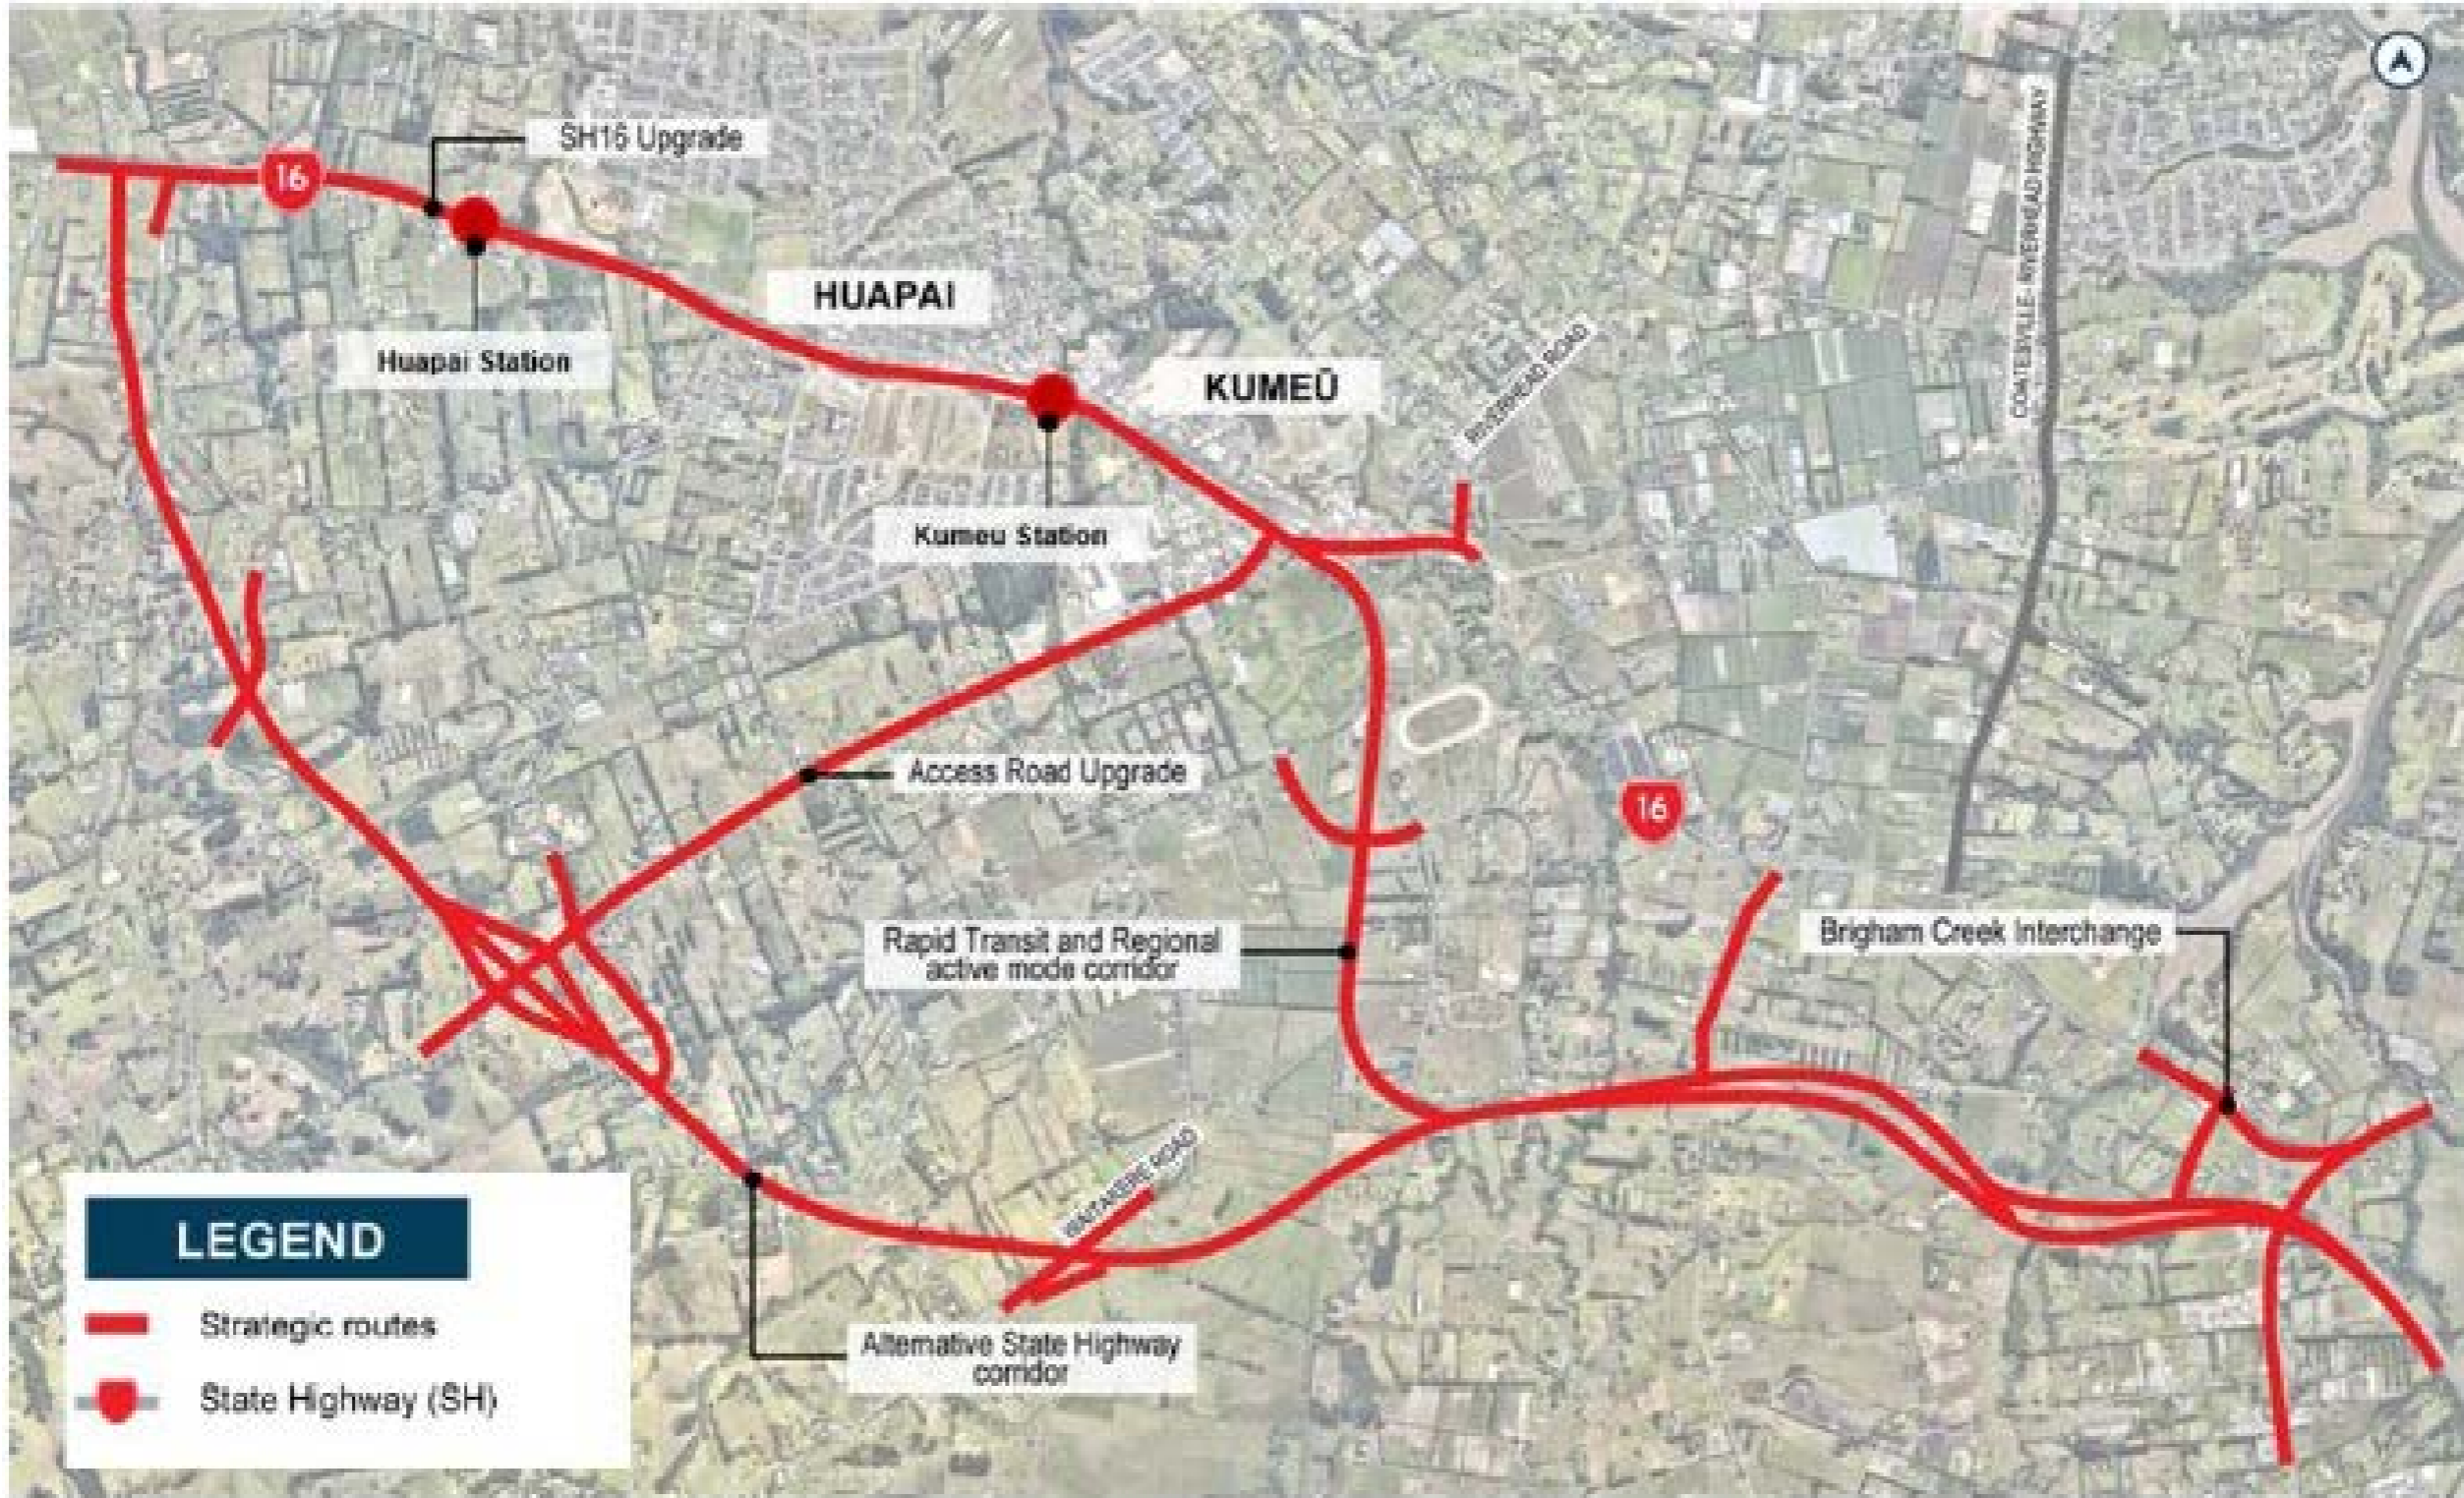 SH16 Upgrade
16
HUAPAI
Huapai Station
KUMEŪ
RIVERHEAD ROAD
COATESVILLE-RIVERHEAD HIGHWAY
Kumeu Station
Access Road Upgrade
16
Rapid Transit and Regional
active mode corridor
Brigham Creek Interchange
WAITAKERE ROAD
Alternative State Highway
corridor
LEGEND
Strategic routes
State Highway (SH)